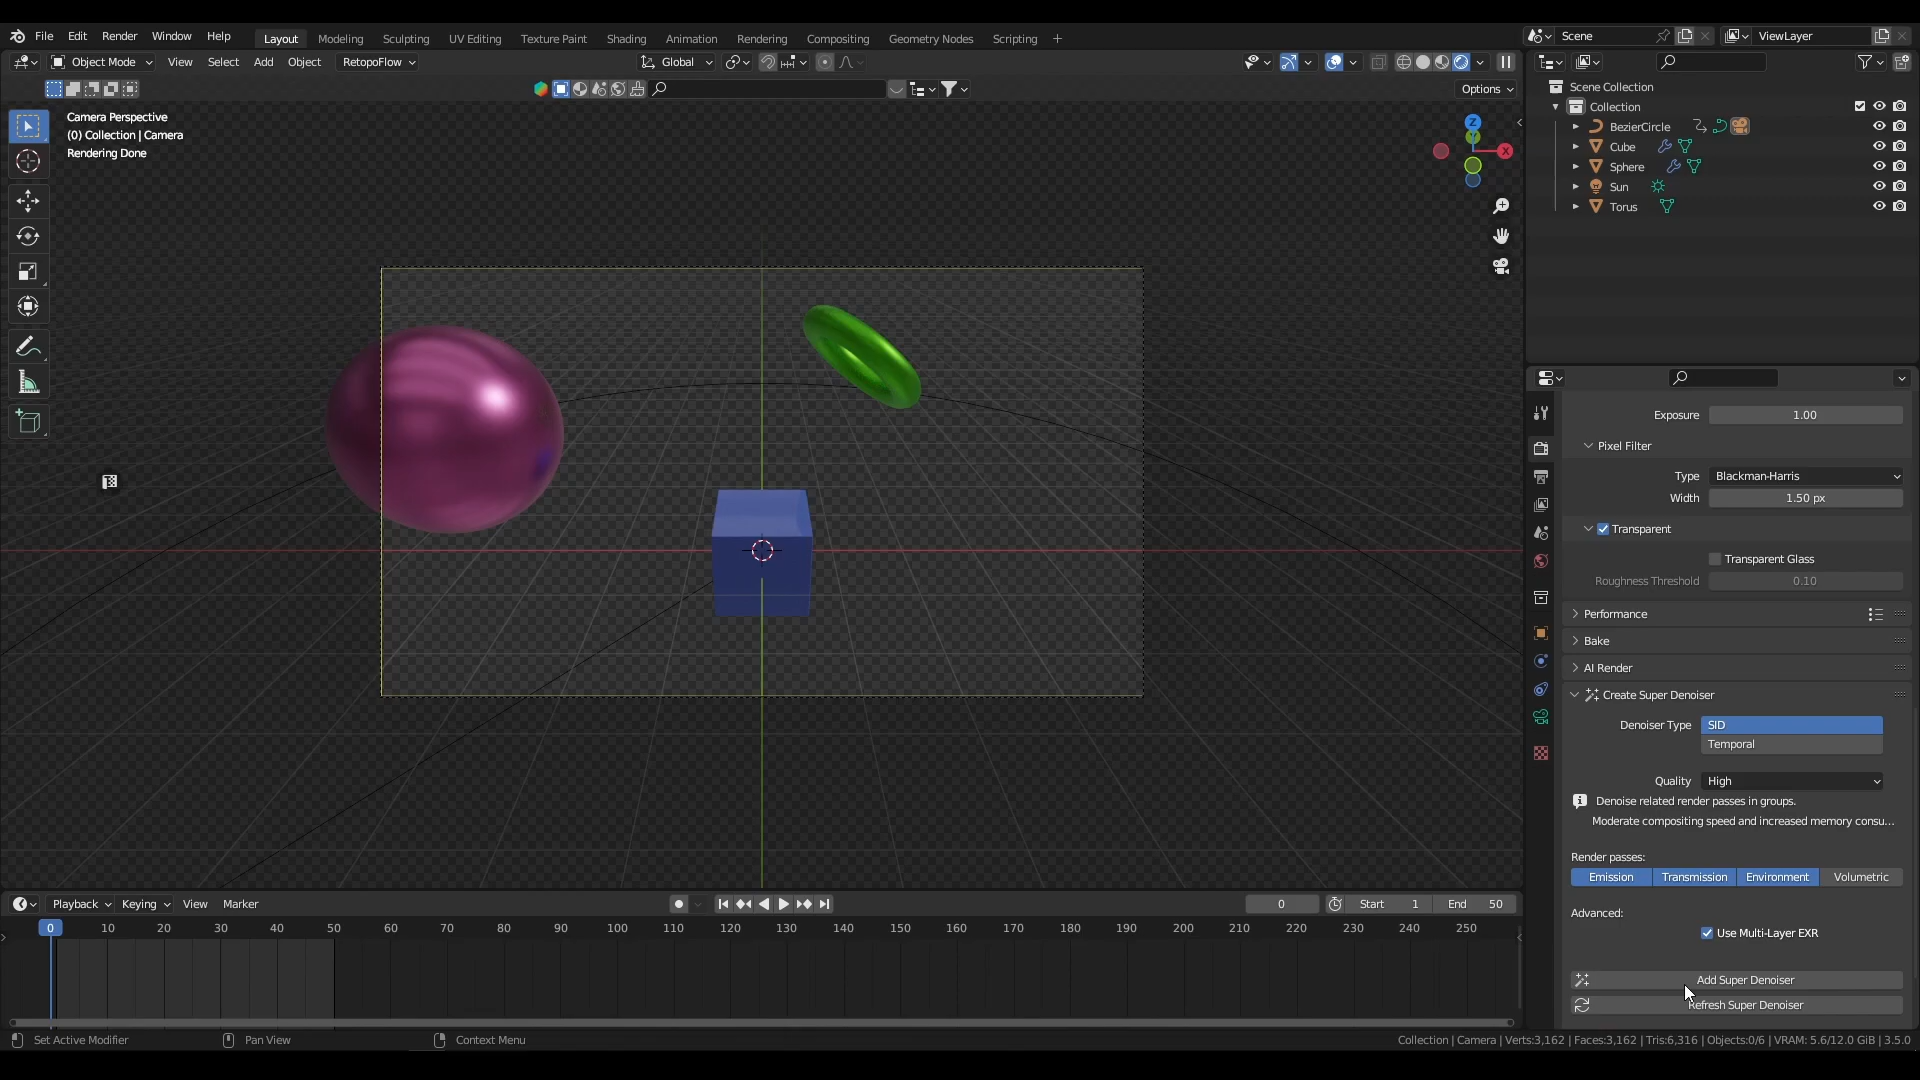 File Edit Render Window Help
Layout Modeling Sculpting UV Editing Texture Paint Shading Animation Rendering Compositing Geometry Nodes Scripting +
Scene
ViewLayer
Object Mode View Select Add Object RetopoFlow
Global
Options
Camera Perspective
(0) Collection | Camera
Rendering Done
Z
Y
X
Scene Collection
Collection
BezierCircle
Cube
Sphere
Sun
Torus
Exposure 1.00
Pixel Filter
Type Blackman-Harris
Width 1.50 px
Transparent
Transparent Glass
Roughness Threshold 0.10
Performance
Bake
AI Render
Create Super Denoiser
Denoiser Type SID
Temporal
Quality High
Denoise related render passes in groups.
Moderate compositing speed and increased memory consu...
Render passes:
Emission Transmission Environment Volumetric
Advanced:
Use Multi-Layer EXR
Add Super Denoiser
Refresh Super Denoiser
Playback Keying View Marker
0 Start 1 End 50
0 10 20 30 40 50 60 70 80 90 100 110 120 130 140 150 160 170 180 190 200 210 220 230 240 250
Set Active Modifier Pan View Context Menu
Collection | Camera | Verts:3,162 | Faces:3,162 | Tris:6,316 | Objects:0/6 | VRAM: 5.6/12.0 GiB | 3.5.0